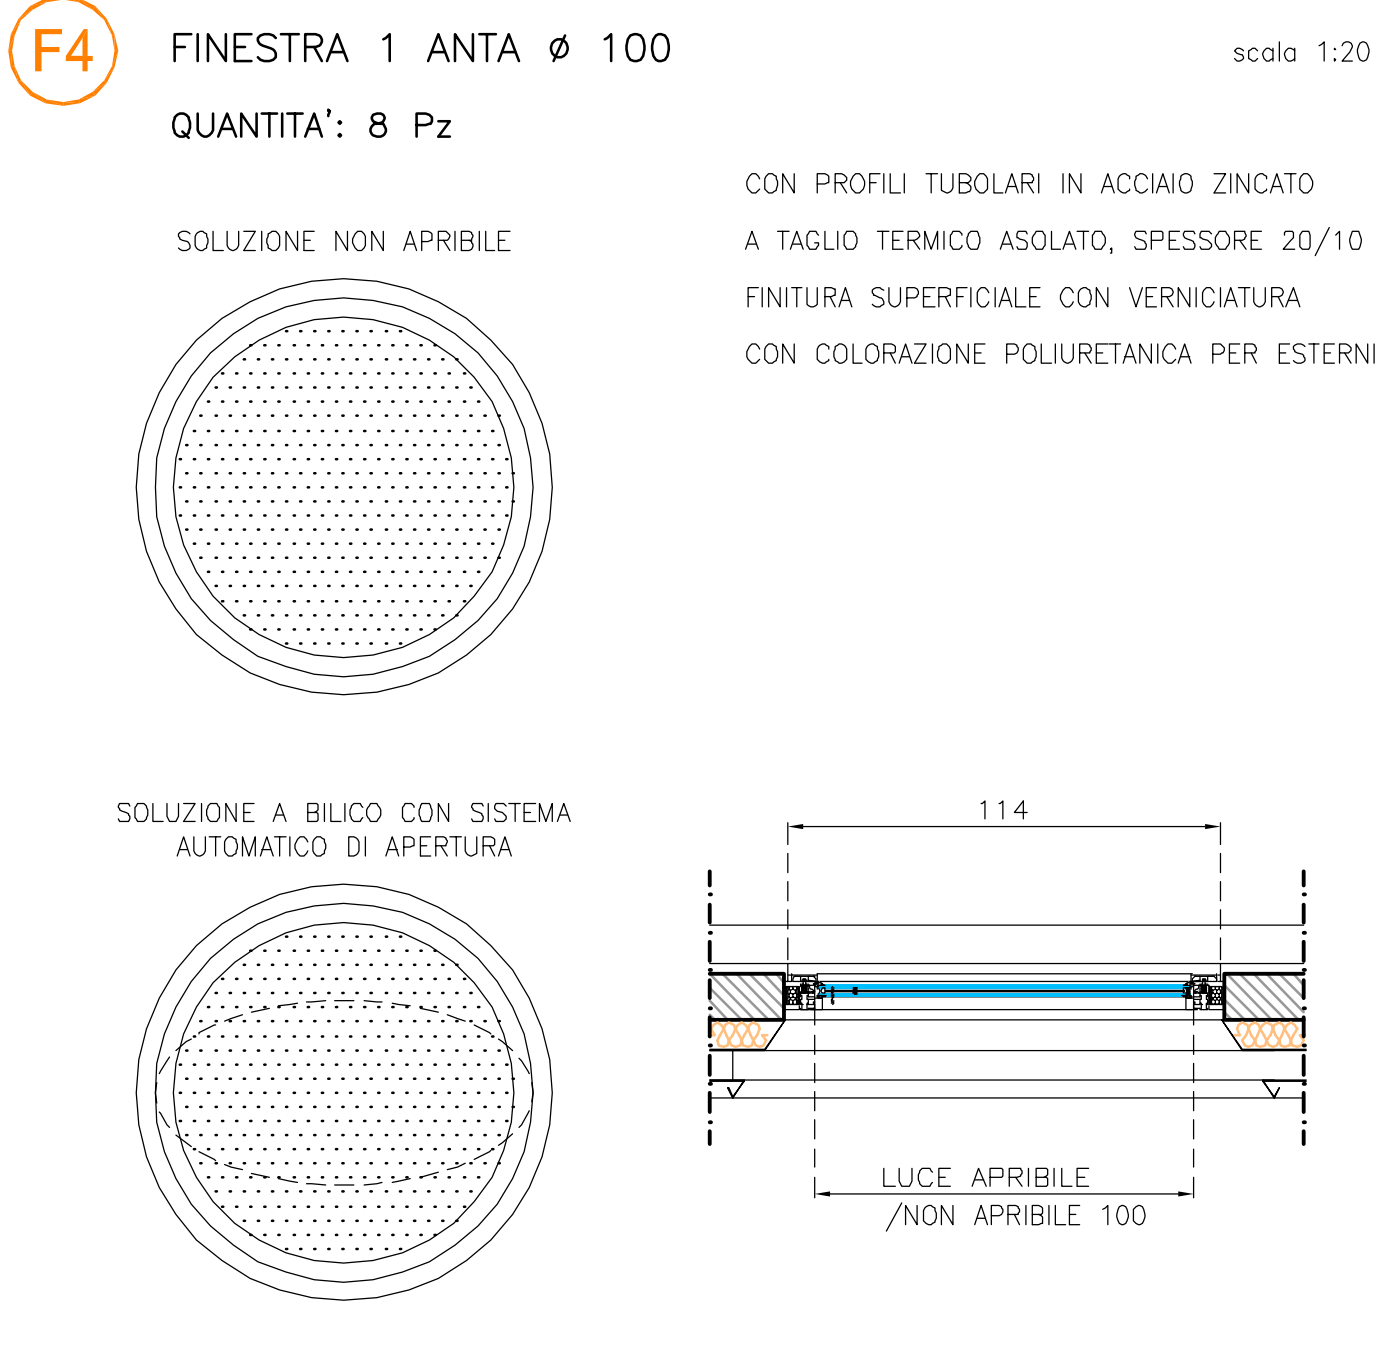 F4
FINESTRA 1 ANTA ø 100
scala 1:20
QUANTITA': 8 Pz
CON PROFILI TUBOLARI IN ACCIAIO ZINCATO
A TAGLIO TERMICO ASOLATO, SPESSORE 20/10
FINITURA SUPERFICIALE CON VERNICIATURA
CON COLORAZIONE POLIURETANICA PER ESTERNI
SOLUZIONE NON APRIBILE
SOLUZIONE A BILICO CON SISTEMA
AUTOMATICO DI APERTURA
114
LUCE APRIBILE
/NON APRIBILE 100